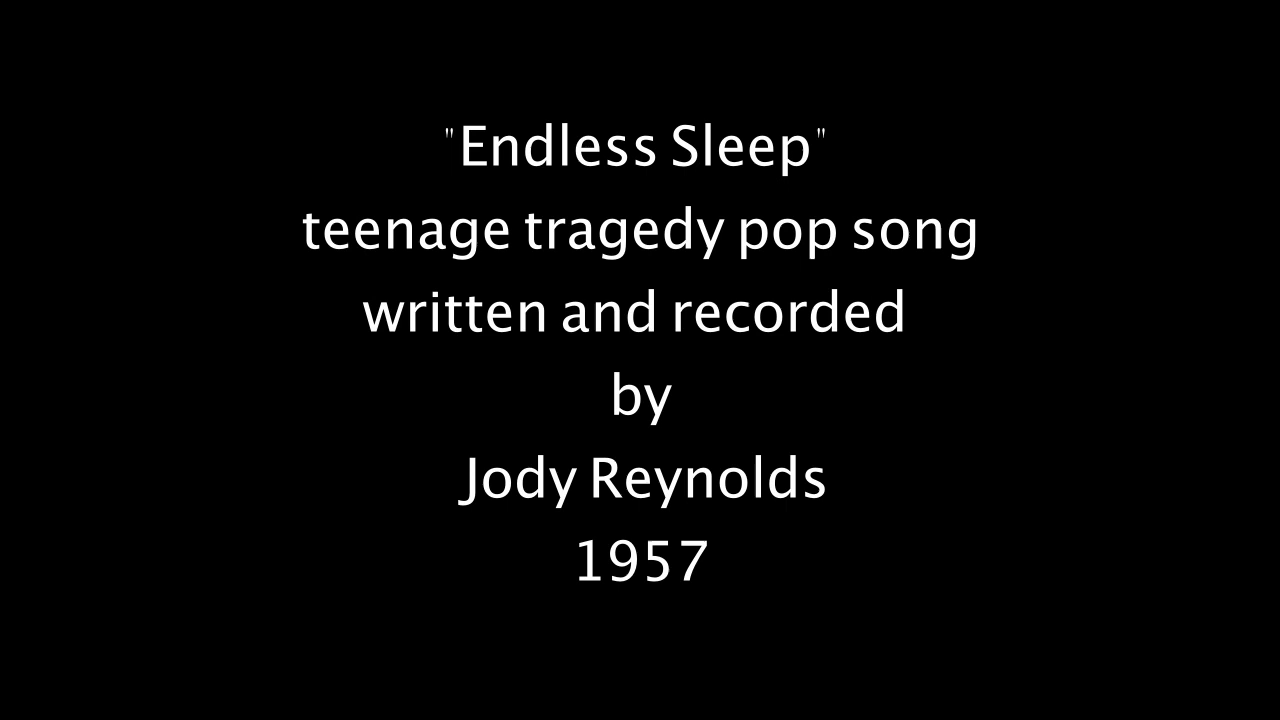 "Endless Sleep"
teenage tragedy pop song
written and recorded
by
Jody Reynolds
1957